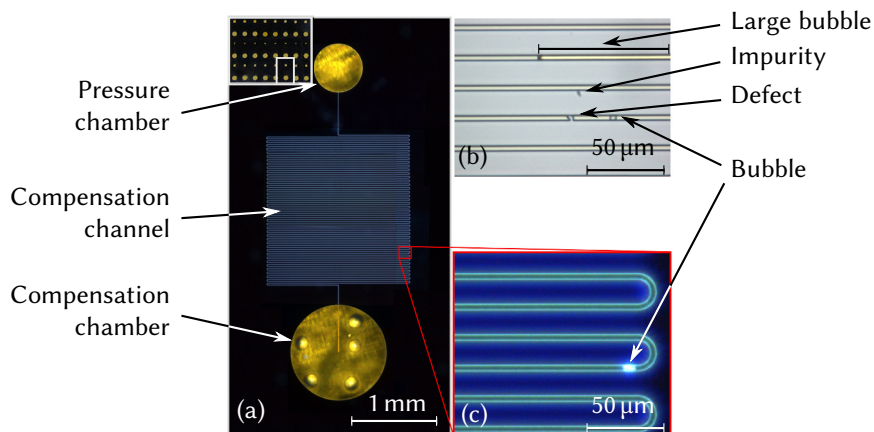 Pressure
chamber
Compensation
channel
Compensation
chamber
(a)
1 mm
Large bubble
Impurity
Defect
(b)
50 µm
Bubble
(c)
50 µm